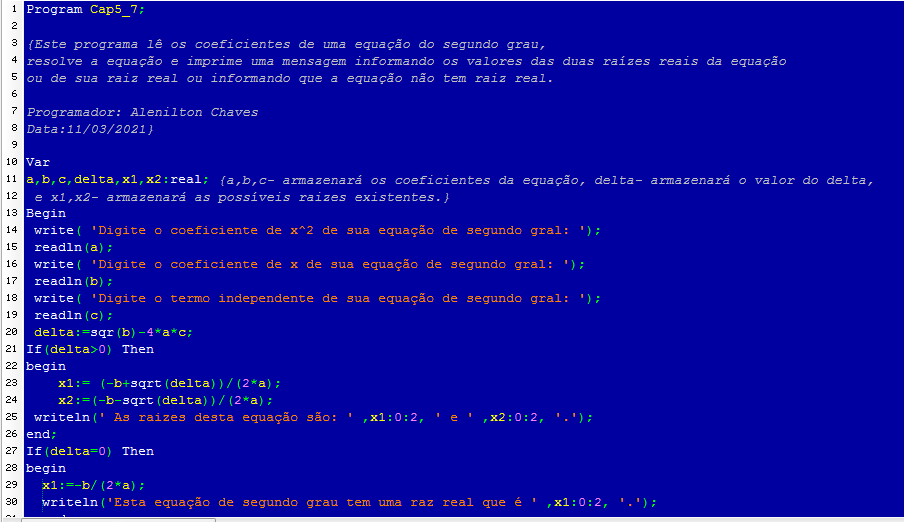 1 Program Cap5_7;
2
3 {Este programa lê os coeficientes de uma equação do segundo grau,
4 resolve a equação e imprime uma mensagem informando os valores das duas raízes reais da equação
5 ou de sua raiz real ou informando que a equação não tem raiz real.
6
7 Programador: Alenilton Chaves
8 Data:11/03/2021}
9
10 Var
11 a,b,c,delta,x1,x2:real; {a,b,c- armazenará os coeficientes da equação, delta- armazenará o valor do delta,
12 e x1,x2- armazenará as possíveis raizes existentes.}
13 Begin
14 write( 'Digite o coeficiente de x^2 de sua equação de segundo gral: ');
15 readln(a);
16 write( 'Digite o coeficiente de x de sua equação de segundo gral: ');
17 readln(b);
18 write( 'Digite o termo independente de sua equação de segundo gral: ');
19 readln(c);
20 delta:=sqr(b)-4*a*c;
21 If(delta>0) Then
22 begin
23 x1:= (-b+sqrt(delta))/(2*a);
24 x2:=(-b-sqrt(delta))/(2*a);
25 writeln(' As raizes desta equação são: ' ,x1:0:2, ' e ' ,x2:0:2, '.');
26 end;
27 If(delta=0) Then
28 begin
29 x1:=-b/(2*a);
30 writeln('Esta equação de segundo grau tem uma raz real que é ' ,x1:0:2, '.');